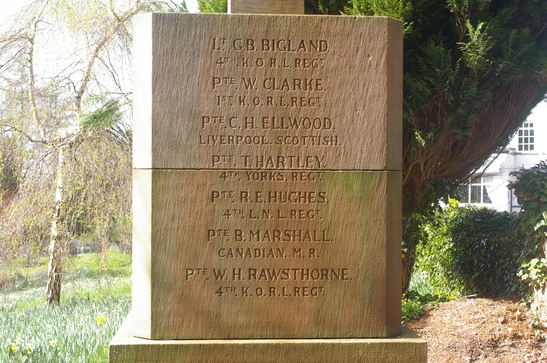 LT G.B. BIGLAND.
4TH. K.O.R.L. REGT
PTE W. CLARKE.
1ST K.O.R.L. REGT.
PTE C.H. ELLWOOD.
LIVERPOOL. SCOTTISH.
PTE T. HARTLEY.
4TH YORKS. REGT.
PTE R.E. HUGHES.
4TH. L.N.L. REGT.
PTE B. MARSHALL.
CANADIAN. M.R.
PTE. W.H. RAWSTHORNE.
4TH. K.O.R.L. REGT.